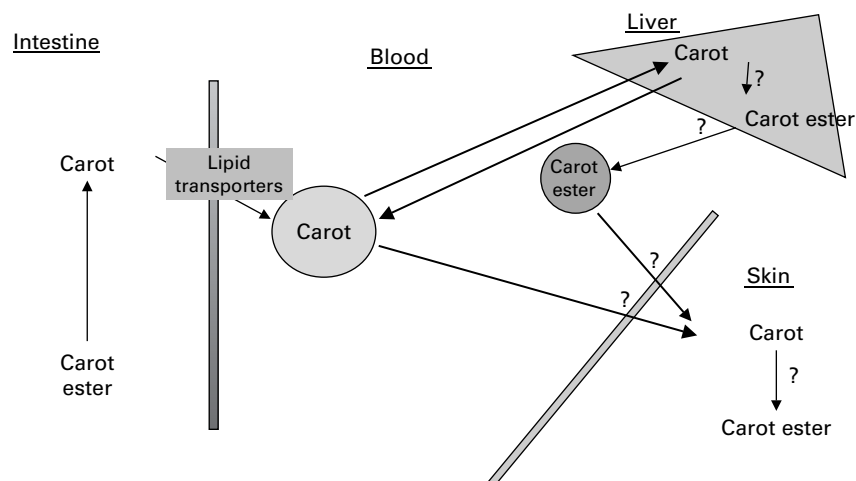 Intestine
Blood
Liver
Carot
?
Carot ester
?
Carot
Lipid
transporters
Carot
ester
Carot
?
?
Skin
Carot
?
Carot
ester
Carot ester